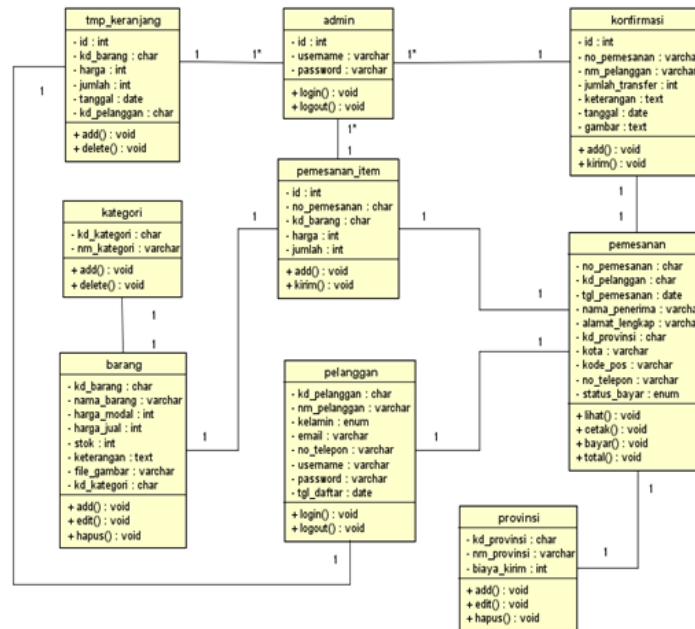 tmp_keranjang
- id : int
- kd_barang : char
- harga : int
- jumlah : int
- tanggal : date
- kd_pelanggan : char
+ add() : void
+ delete() : void
1
1
1*
admin
- id : int
- username : varchar
- password : varchar
+ login() : void
+ logout() : void
1*
1
konfirmasi
- id : int
- no_pemesanan : varchar
- nm_pelanggan : varchar
- jumlah_transfer : int
- keterangan : text
- tanggal : date
- gambar : text
+ add() : void
+ kirim() : void
1*
1
pemesanan_item
- id : int
- no_pemesanan : char
- kd_barang : char
- harga : int
- jumlah : int
+ add() : void
+ kirim() : void
1
1
1
1
kategori
- kd_kategori : char
- nm_kategori : varchar
+ add() : void
+ delete() : void
1
1
pemesanan
- no_pemesanan : char
- kd_pelanggan : char
- tgl_pemesanan : date
- nama_penerima : varchar
- alamat_lengkap : varchar
- kd_provinsi : char
- kota : varchar
- kode_pos : varchar
- no_telepon : varchar
- status_bayar : enum
+ lihat() : void
+ cetak() : void
+ bayar() : void
+ total() : void
1
1
1
barang
- kd_barang : char
- nama_barang : varchar
- harga_modal : int
- harga_jual : int
- stok : int
- keterangan : text
- file_gambar : varchar
- kd_kategori : char
+ add() : void
+ edit() : void
+ hapus() : void
1
pelanggan
- kd_pelanggan : char
- nm_pelanggan : varchar
- kelamin : enum
- email : varchar
- no_telepon : varchar
- username : varchar
- password : varchar
- tgl_daftar : date
+ login() : void
+ logout() : void
1
1
provinsi
- kd_provinsi : char
- nm_provinsi : varchar
- biaya_kirim : int
+ add() : void
+ edit() : void
+ hapus() : void
1